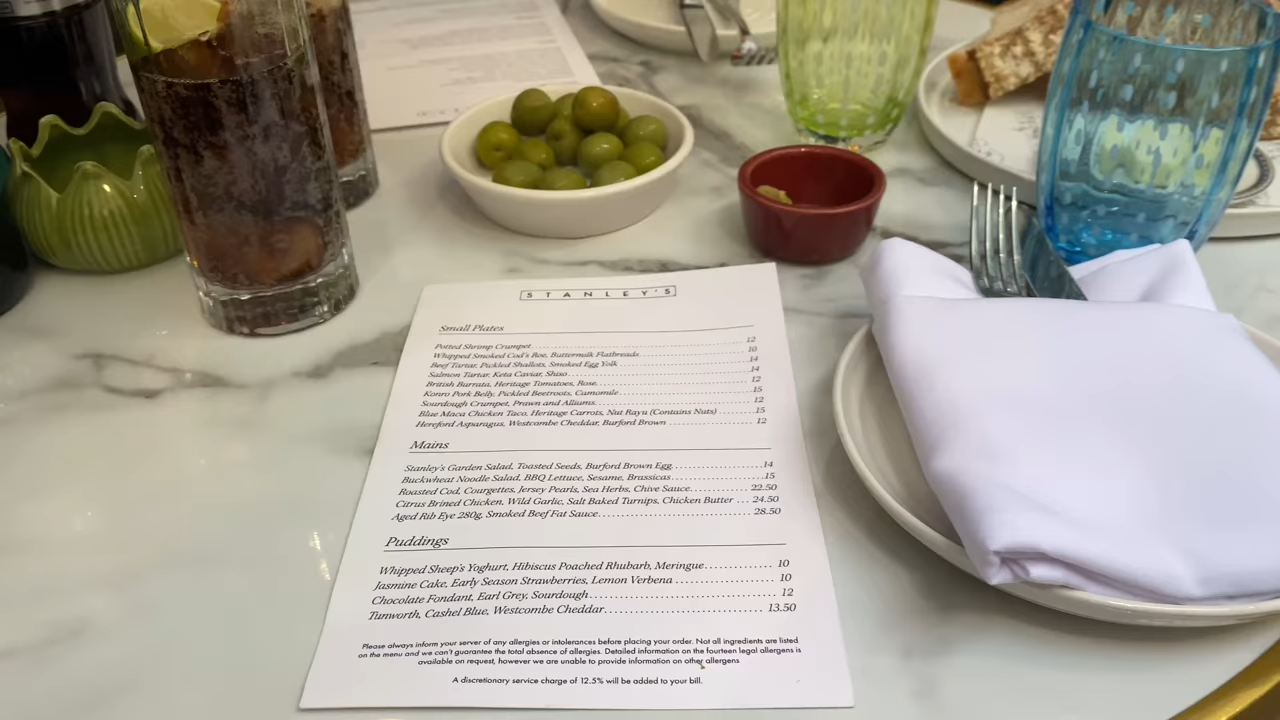 STANLEY'S
Small Plates
Potted Shrimp Crumpet 12
Whipped Smoked Cod's Roe, Buttermilk Flatbreads 10
Beef Tartar, Pickled Shallots, Smoked Egg Yolk 14
Salmon Tartar, Keta Caviar, Shiso 14
British Burrata, Heritage Tomatoes, Rose 12
Konro Pork Belly, Pickled Beetroots, Camomile 15
Sourdough Crumpet, Prawn and Alliums 12
Blue Maca Chicken Taco, Heritage Carrots, Nut Rayu (Contains Nuts) 15
Hereford Asparagus, Westcombe Cheddar, Burford Brown 12
Mains
Stanley's Garden Salad, Toasted Seeds, Burford Brown Egg 14
Buckwheat Noodle Salad, BBQ Lettuce, Sesame, Brassicas 15
Roasted Cod, Courgettes, Jersey Pearls, Sea Herbs, Chive Sauce 22.50
Citrus Brined Chicken, Wild Garlic, Salt Baked Turnips, Chicken Butter 24.50
Aged Rib Eye 280g, Smoked Beef Fat Sauce 28.50
Puddings
Whipped Sheep's Yoghurt, Hibiscus Poached Rhubarb, Meringue 10
Jasmine Cake, Early Season Strawberries, Lemon Verbena 10
Chocolate Fondant, Earl Grey, Sourdough 12
Tunworth, Cashel Blue, Westcombe Cheddar 13.50
Please always inform your server of any allergies or intolerances before placing your order. Not all ingredients are listed
on the menu and we can't guarantee the total absence of allergies. Detailed information on the fourteen legal allergens is
available on request, however we are unable to provide information on other allergens
A discretionary service charge of 12.5% will be added to your bill.